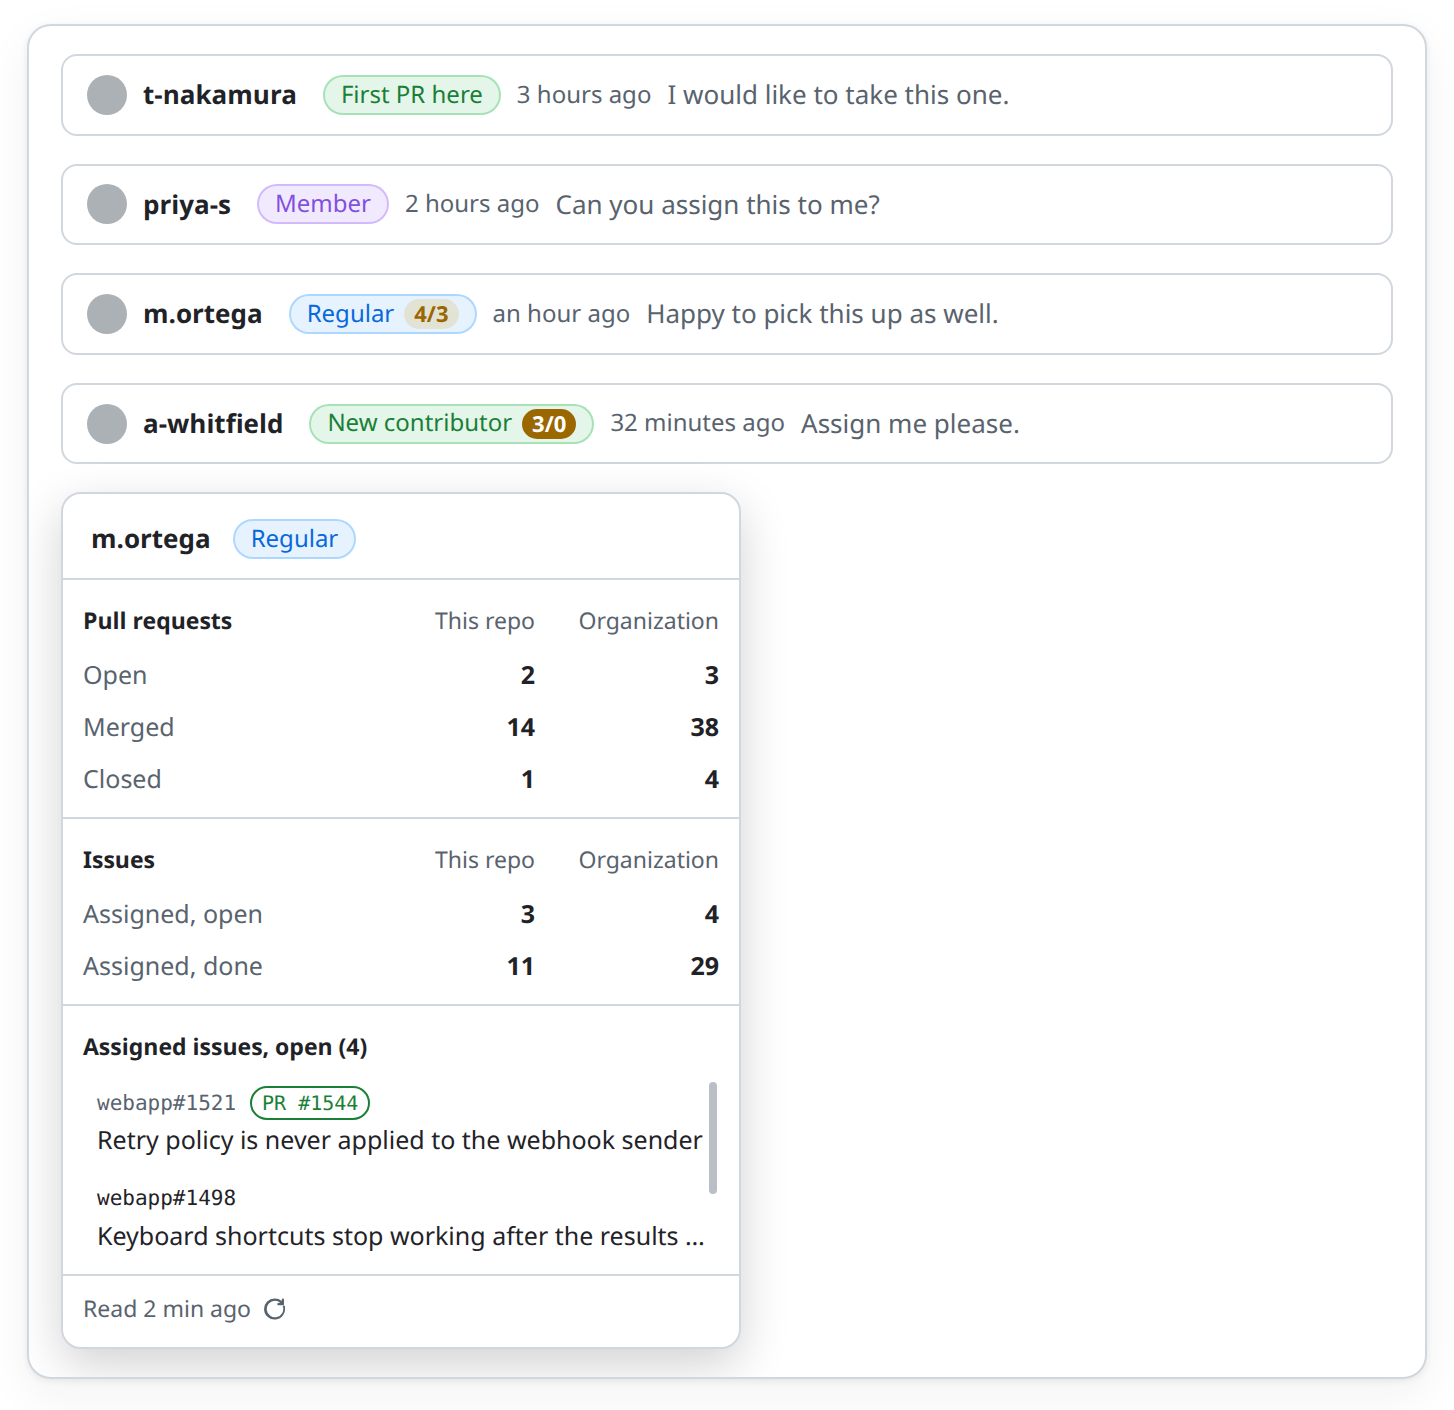 t-nakamura First PR here 3 hours ago I would like to take this one.
priya-s Member 2 hours ago Can you assign this to me?
m.ortega Regular 4/3 an hour ago Happy to pick this up as well.
a-whitfield New contributor 3/0 32 minutes ago Assign me please.
m.ortega Regular
Pull requests This repo Organization
Open 2 3
Merged 14 38
Closed 1 4
Issues This repo Organization
Assigned, open 3 4
Assigned, done 11 29
Assigned issues, open (4)
webapp#1521 PR #1544
Retry policy is never applied to the webhook sender
webapp#1498
Keyboard shortcuts stop working after the results ...
Read 2 min ago